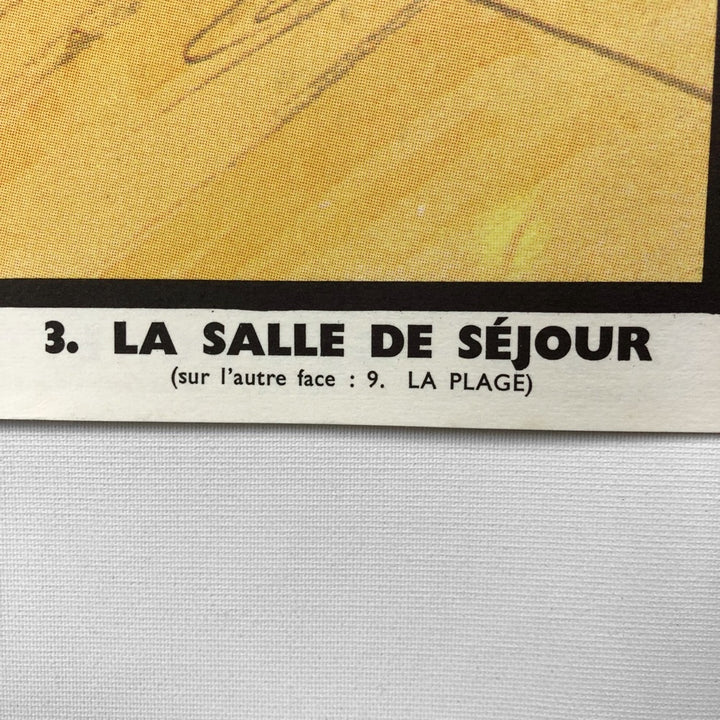 3. LA SALLE DE SÉJOUR
(sur l'autre face : 9. LA PLAGE)